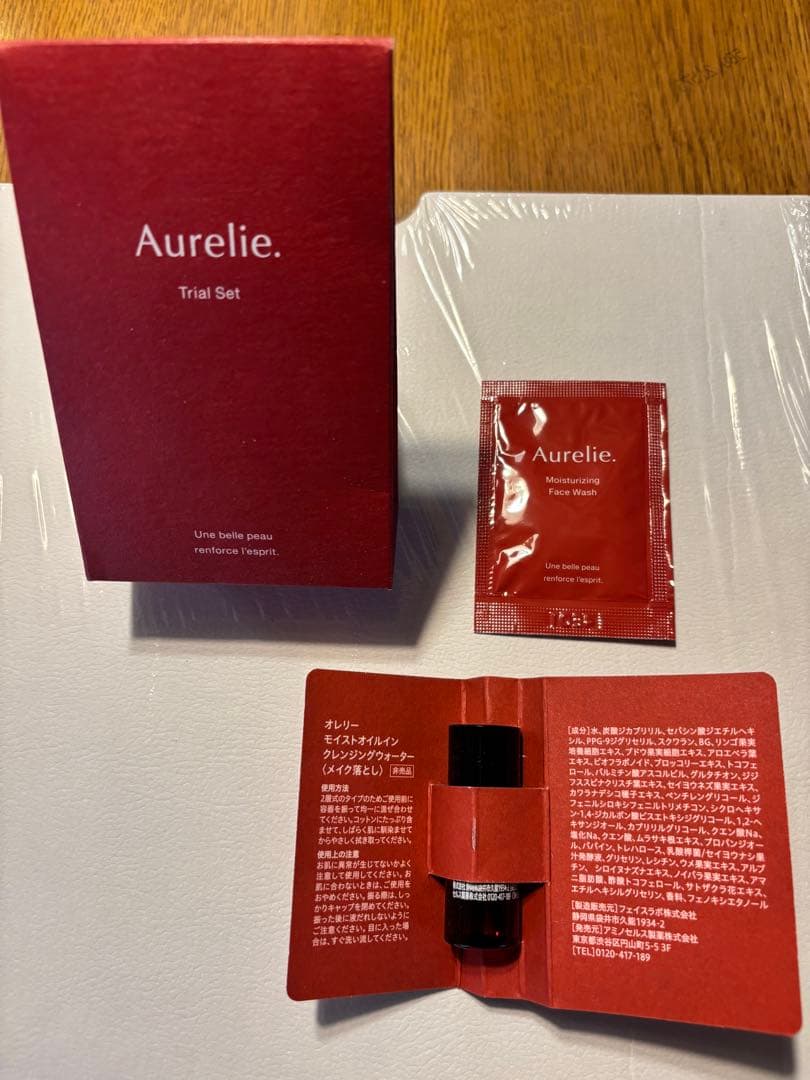 Aurelie.
Trial Set
Une belle peau
renforce l'esprit.
Aurelie.
Moisturizing
Face Wash
Une belle peau
renforce l'esprit.
オレリー
モイストオイルイン
クレンジングウォーター
（メイク落とし） 非売品
使用方法
2層式のタイプのためご使用前に
容器を振って均一に混ぜ合わせ
てください。コットンにたっぷり含
ませて、しばらく肌に馴染ませて
からやさしく拭き取ってください。
使用上の注意
お肌に異常が生じてないかよく
注意して使用してください。お
肌に合わないときは、ご使用を
おやめください。振る際は、しっ
かりキャップを閉めてください。
振った後に液だれしないように
ご注意ください。目に入った場
合は、すぐ洗い流してください。
[成分]水、炭酸ジカプリリル、セバシン酸ジエチルヘキ
シル、PPG-9ジグリセリル、スクワラン、BG、リンゴ果実
培養細胞エキス、ブドウ果実細胞エキス、アロエベラ葉
エキス、ビオフラボノイド、ブロッコリーエキス、トコフェ
ロール、パルミチン酸アスコルビル、グルタチオン、ジジ
フススピナクリスチ葉エキス、セイヨウネズ果実エキス、
カワラナデシコ種子エキス、ペンチレングリコール、ジ
フェニルシロキシフェニルトリメチコン、シクロヘキサ
ン-1,4-ジカルボン酸ビスエトキシジグリコール、1,2-ヘ
キサンジオール、カプリリルグリコール、クエン酸Na、
塩化Na、クエン酸、ムラサキ根エキス、プロパンジオー
ル、パパイン、トレハロース、乳酸桿菌/セイヨウナシ果
汁発酵液、グリセリン、レシチン、ウメ果実エキス、アルブ
チン、シロイヌナズナエキス、ノイバラ果実エキス、アマ
ニ脂肪酸、酢酸トコフェロール、サトザクラ花エキス、
エチルヘキシルグリセリン、香料、フェノキシエタノール
[製造販売元]フェイスラボ株式会社
静岡県袋井市久能1934-2
[発売元]アミノセルス製薬株式会社
東京都渋谷区円山町5-5 3F
[TEL]0120-417-189